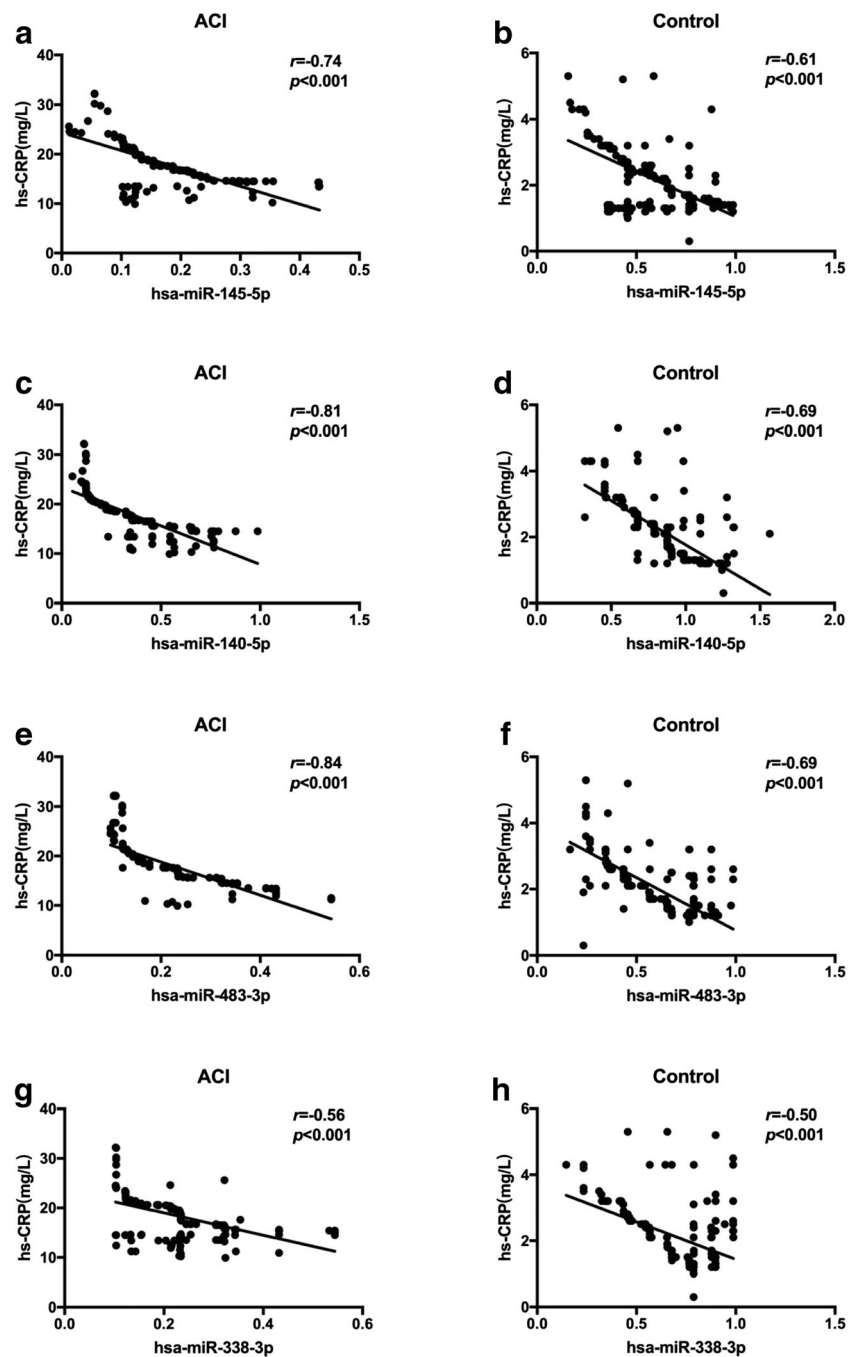 a
ACI
r=-0.74
p<0.001
hs-CRP(mg/L)
40
30
20
10
0
0.0 0.1 0.2 0.3 0.4 0.5
hsa-miR-145-5p
b
Control
r=-0.61
p<0.001
hs-CRP(mg/L)
6
4
2
0
0.0 0.5 1.0 1.5
hsa-miR-145-5p
c
ACI
r=-0.81
p<0.001
hs-CRP(mg/L)
40
30
20
10
0
0.0 0.5 1.0 1.5
hsa-miR-140-5p
d
Control
r=-0.69
p<0.001
hs-CRP(mg/L)
6
4
2
0
0.0 0.5 1.0 1.5 2.0
hsa-miR-140-5p
e
ACI
r=-0.84
p<0.001
hs-CRP(mg/L)
40
30
20
10
0
0.0 0.2 0.4 0.6
hsa-miR-483-3p
f
Control
r=-0.69
p<0.001
hs-CRP(mg/L)
6
4
2
0
0.0 0.5 1.0 1.5
hsa-miR-483-3p
g
ACI
r=-0.56
p<0.001
hs-CRP(mg/L)
40
30
20
10
0
0.0 0.2 0.4 0.6
hsa-miR-338-3p
h
Control
r=-0.50
p<0.001
hs-CRP(mg/L)
6
4
2
0
0.0 0.5 1.0 1.5
hsa-miR-338-3p